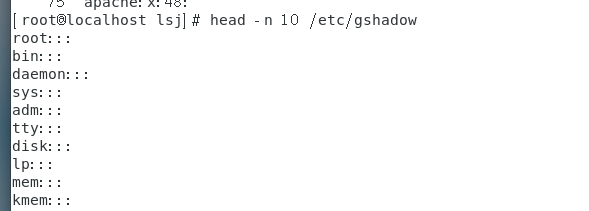 75  apache:x:48:
[root@localhost lsj]# head -n 10 /etc/gshadow
root:::
bin:::
daemon:::
sys:::
adm:::
tty:::
disk:::
lp:::
mem:::
kmem:::